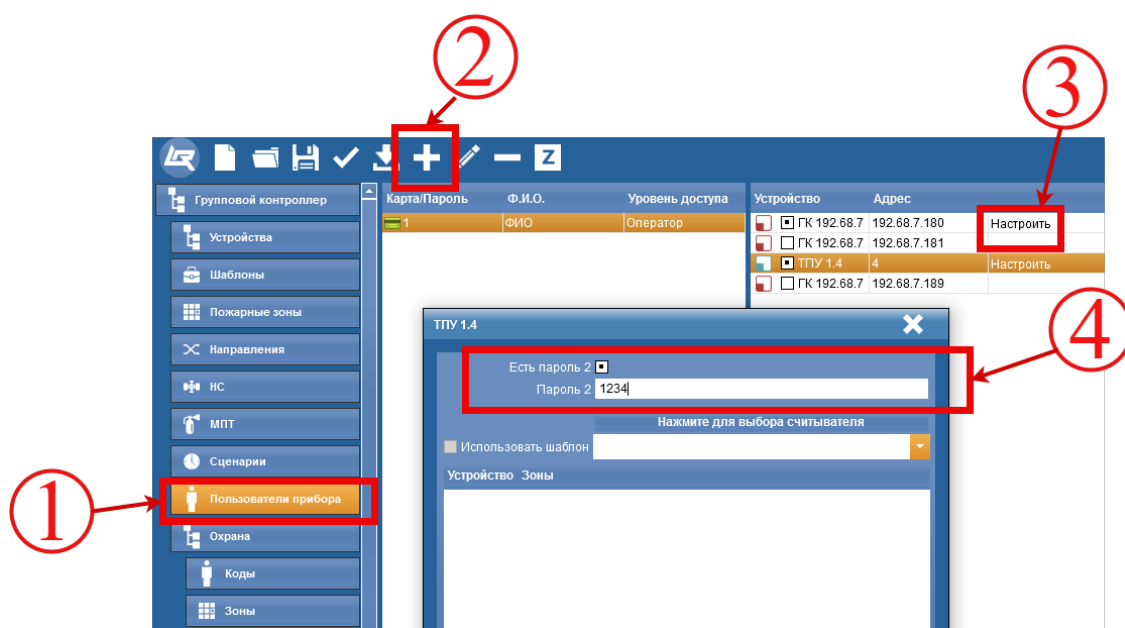 2
3
Z
Групповой контроллер
Карта/Пароль Ф.И.О. Уровень доступа
Устройство Адрес
1 ФИО Оператор
ГК 192.68.7 192.68.7.180 Настроить
Устройства
ГК 192.68.7 192.68.7.181
ТПУ 1.4 4 Настроить
Шаблоны
ГК 192.68.7 192.68.7.189
Пожарные зоны
ТПУ 1.4
4
Направления
Есть пароль 2
Пароль 2 1234
НС
Нажмите для выбора считывателя
МПТ
Использовать шаблон
Сценарии
Устройство Зоны
1
Пользователи прибора
Охрана
Коды
Зоны